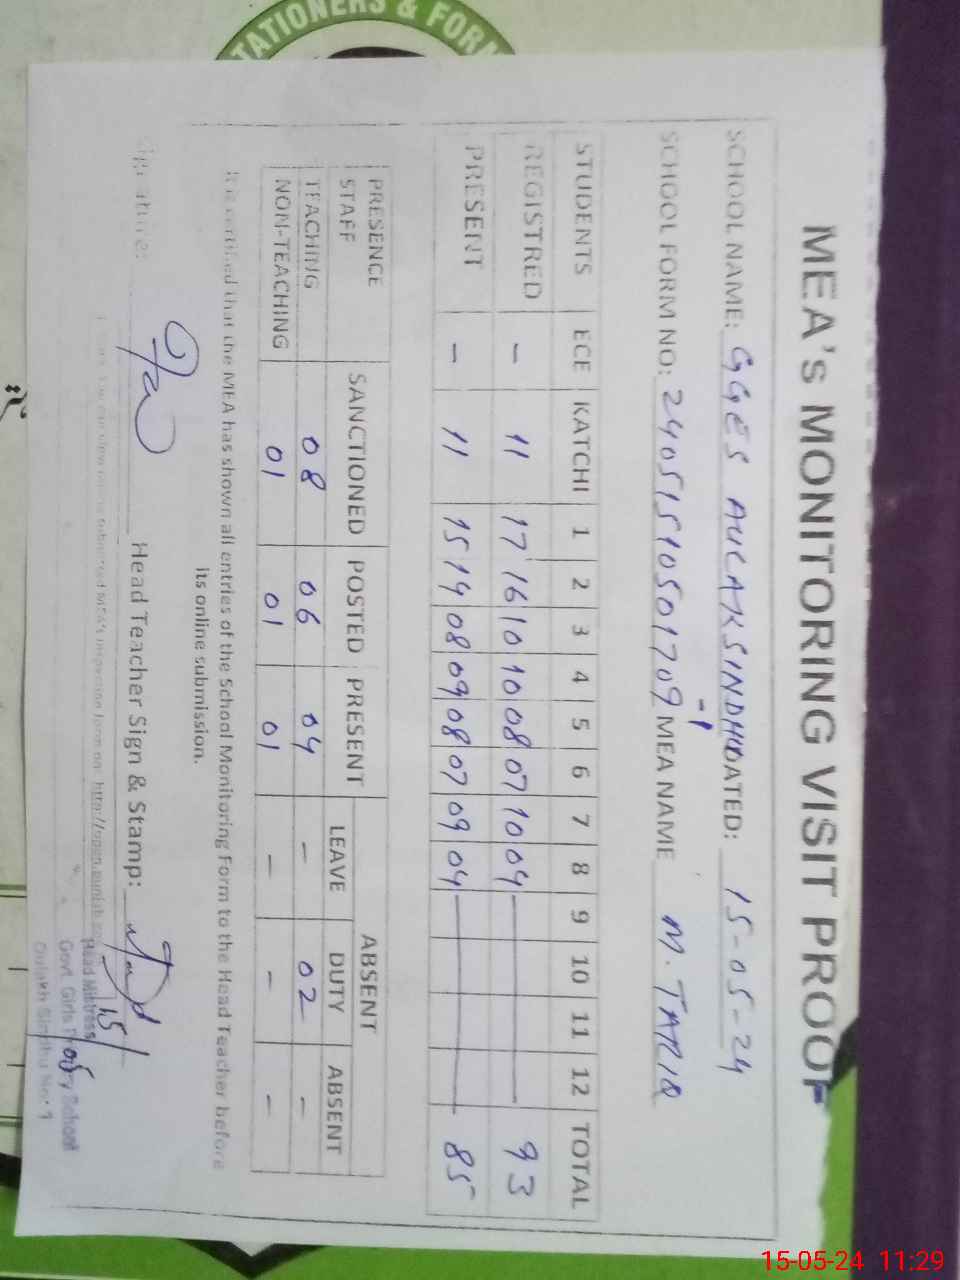 MEA's MONITORING VISIT PROOF
SCHOOL NAME: GGES AULAKSINDHU-1 DATED: 15-05-24
SCHOOL FORM NO: 24051510501709 MEA NAME M. TARIQ
STUDENTS ECE KATCHI 1 2 3 4 5 6 7 8 9 10 11 12 TOTAL
REGISTRED - 11 17 16 10 10 08 07 10 04 93
PRESENT - 11 15 14 08 09 08 07 09 04 85
PRESENCE STAFF SANCTIONED POSTED PRESENT ABSENT
LEAVE DUTY ABSENT
TEACHING 08 06 04 - 02 -
NON-TEACHING 01 01 01 - - -
It is certified that the MEA has shown all entries of the School Monitoring Form to the Head Teacher before
its online submission.
Signature: Head Teacher Sign & Stamp:
15/05
Head Mistress
Govt. Girls School
No: 1
STATIONERS & FOR
15-05-24 11:29